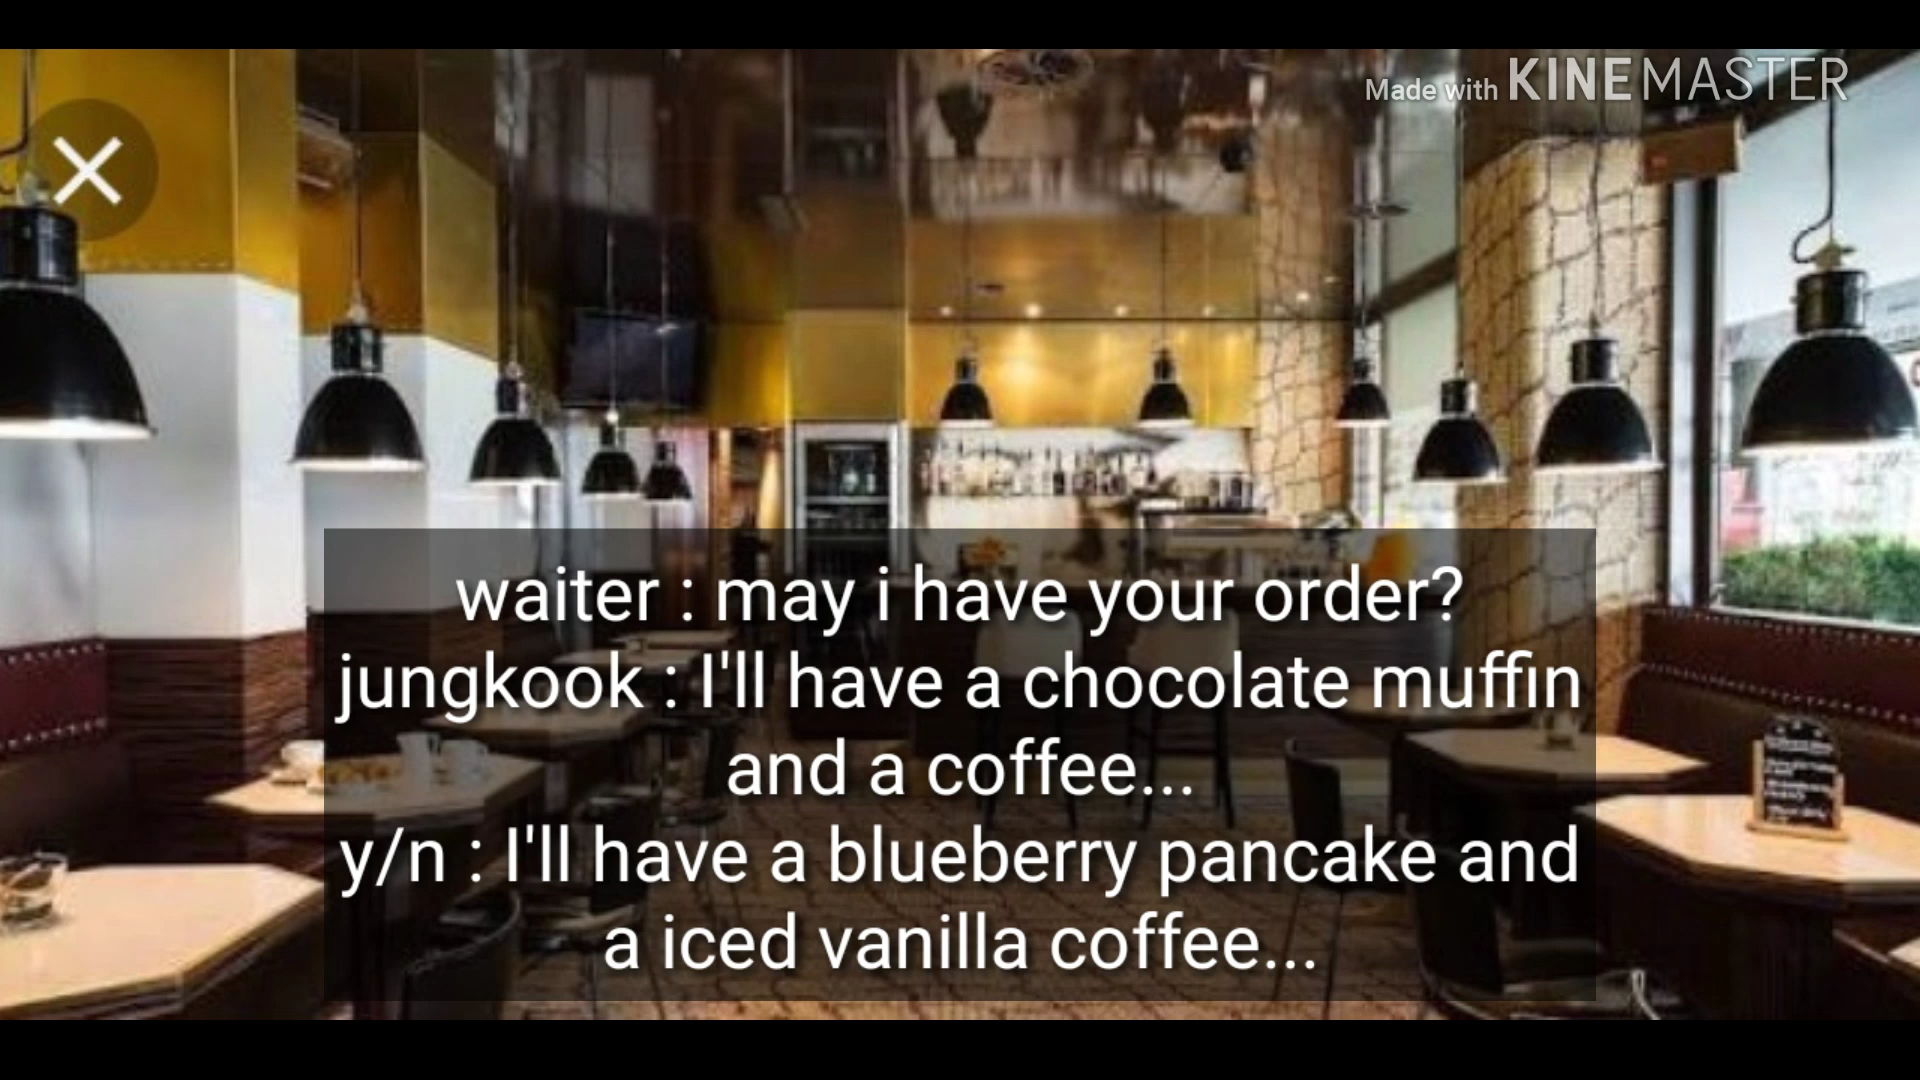 Made with KINEMASTER
waiter : may i have your order?
jungkook : I'll have a chocolate muffin
and a coffee...
y/n : I'll have a blueberry pancake and
a iced vanilla coffee...